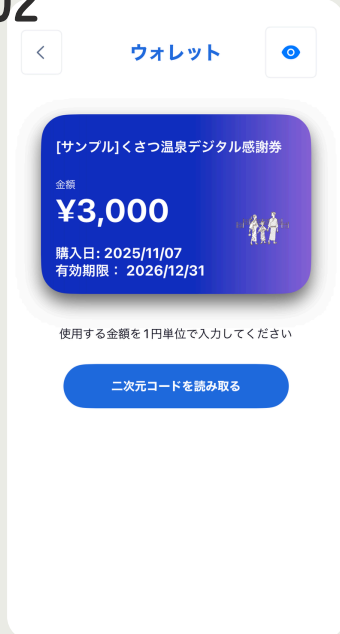 02
ウォレット
[サンプル]くさつ温泉デジタル感謝券
金額
¥3,000
購入日: 2025/11/07
有効期限： 2026/12/31
使用する金額を1円単位で入力してください
二次元コードを読み取る